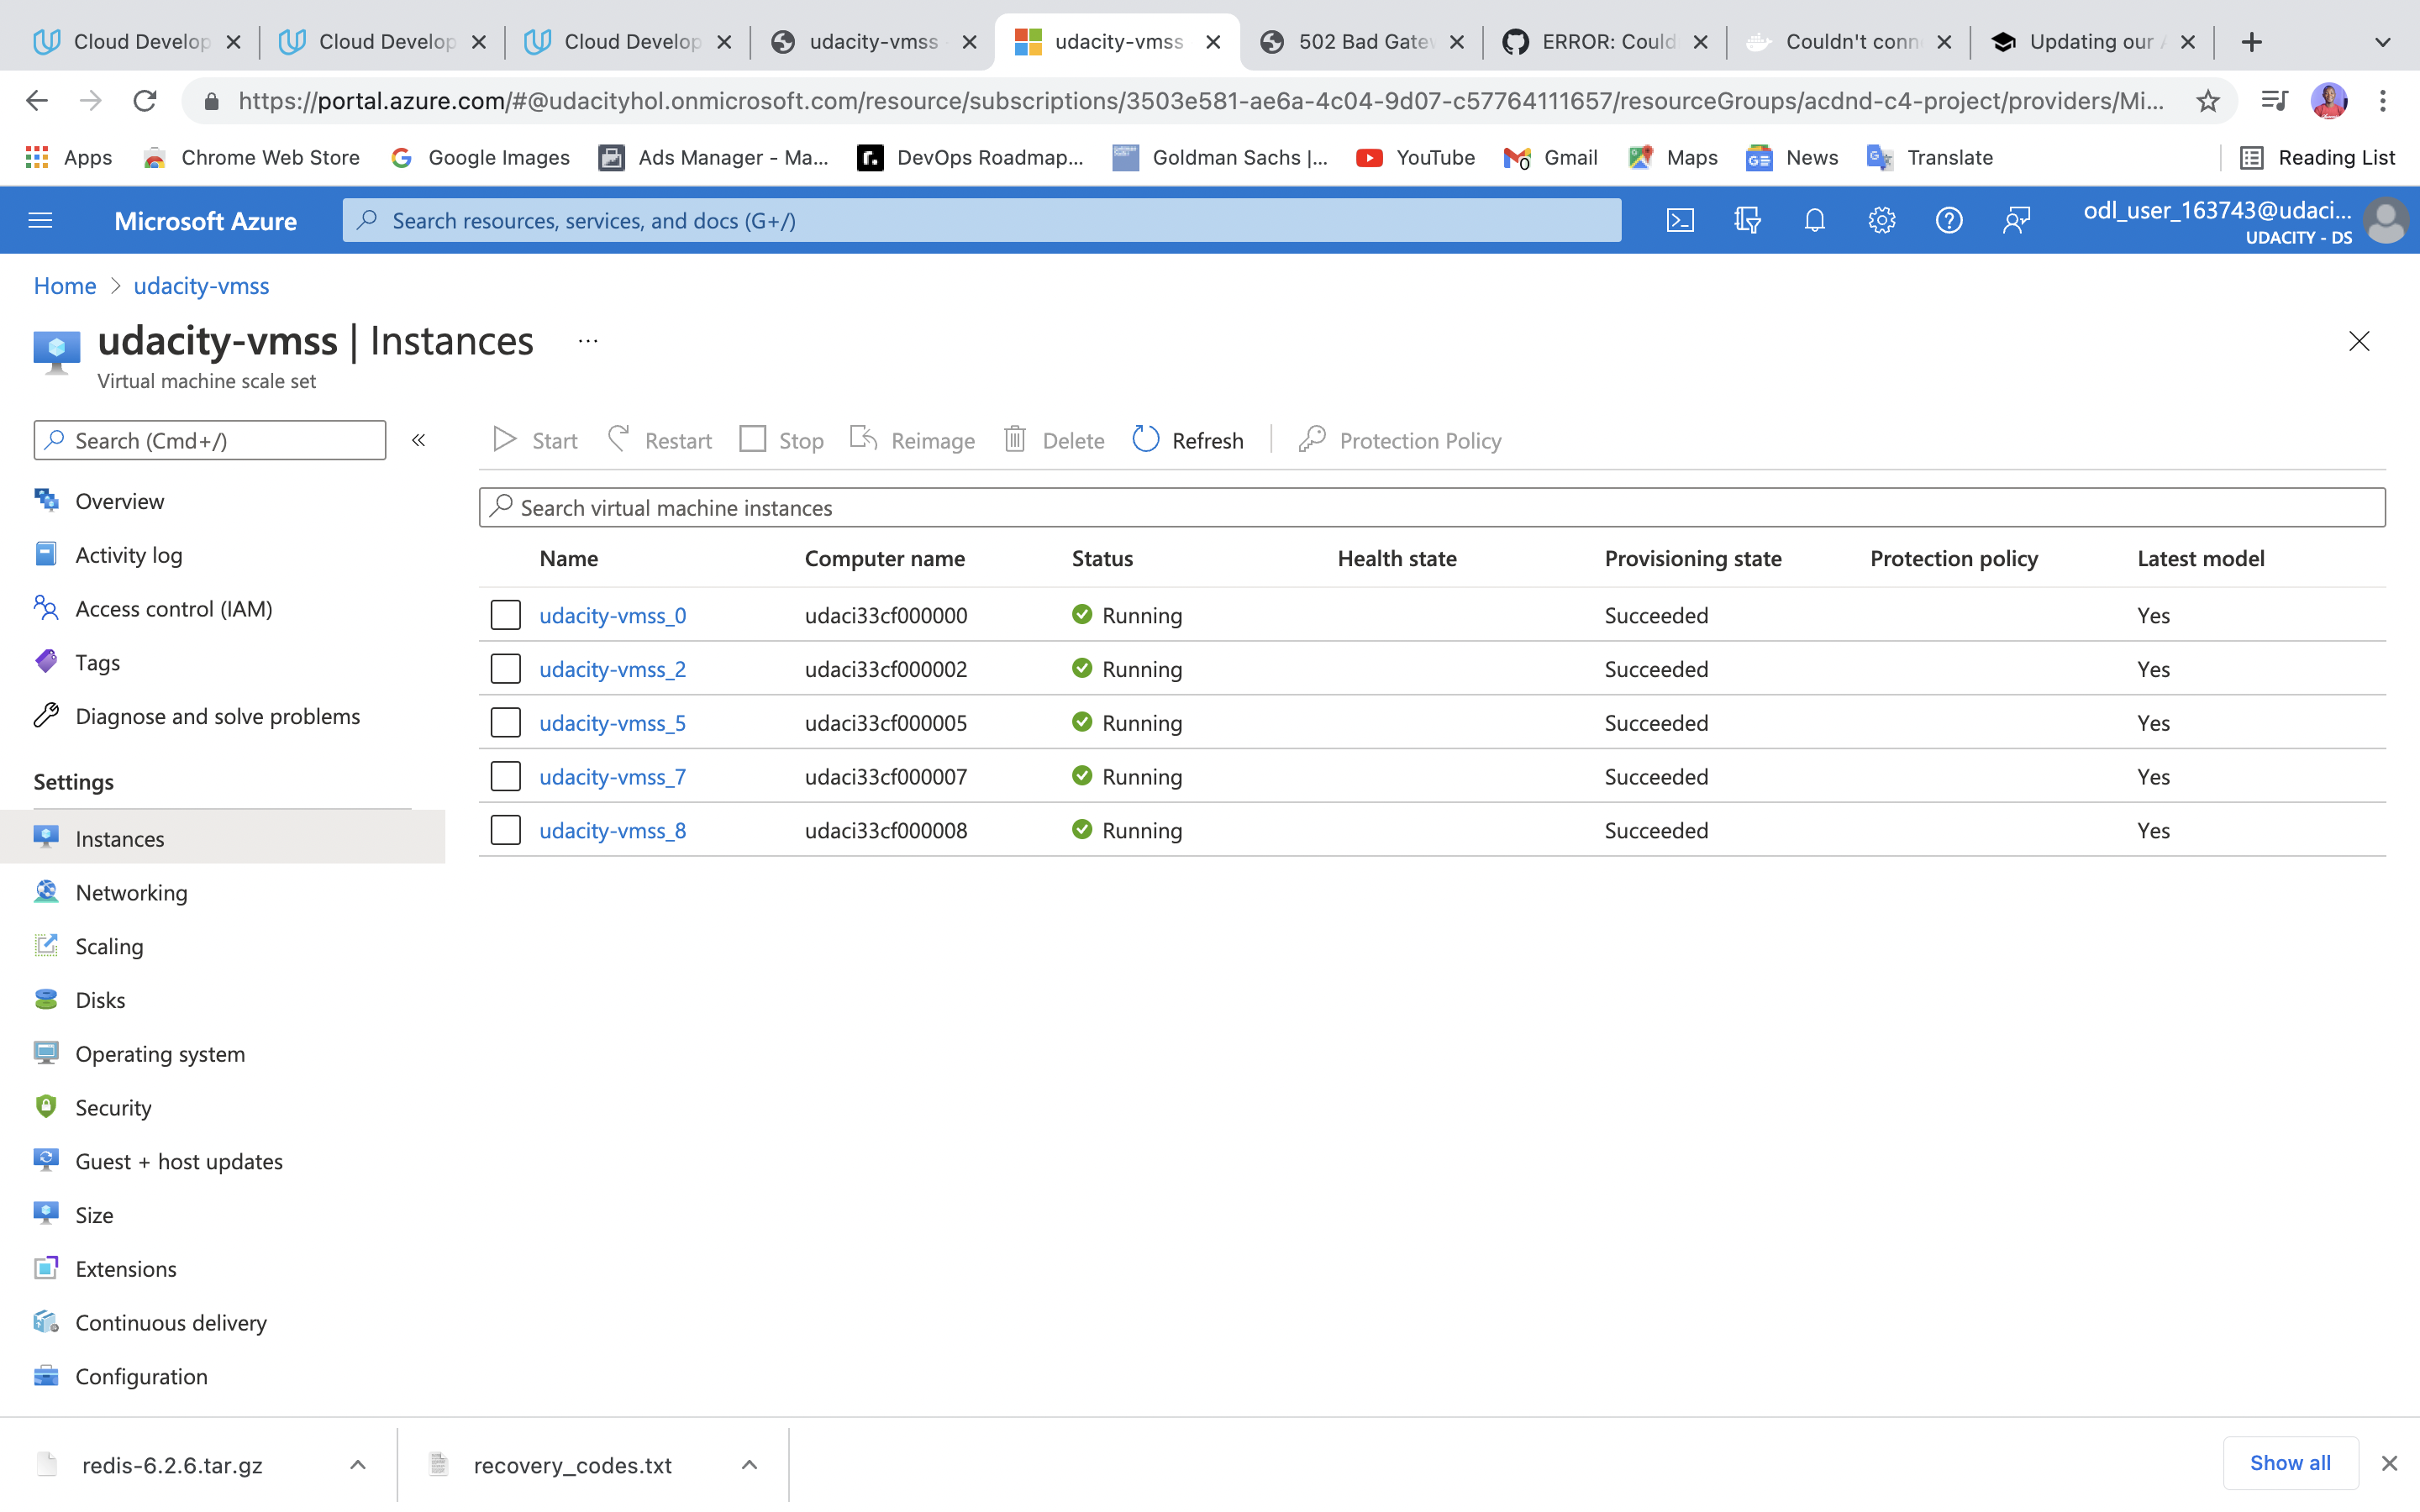 Cloud Develop
Cloud Develop
Cloud Develop
udacity-vmss
udacity-vmss
502 Bad Gatew
ERROR: Could
Couldn't conn
Updating our A
https://portal.azure.com/#@udacityhol.onmicrosoft.com/resource/subscriptions/3503e581-ae6a-4c04-9d07-c57764111657/resourceGroups/acdnd-c4-project/providers/Mi...
Apps
Chrome Web Store
Google Images
Ads Manager - Ma...
DevOps Roadmap...
Goldman Sachs |...
YouTube
Gmail
Maps
News
Translate
Reading List
Microsoft Azure
Search resources, services, and docs (G+/)
odl_user_163743@udaci...
UDACITY - DS
Home > udacity-vmss
udacity-vmss | Instances ...
Virtual machine scale set
Search (Cmd+/)
«
Start
Restart
Stop
Reimage
Delete
Refresh
Protection Policy
Search virtual machine instances
Name Computer name Status Health state Provisioning state Protection policy Latest model
udacity-vmss_0 udaci33cf000000 Running Succeeded Yes
udacity-vmss_2 udaci33cf000002 Running Succeeded Yes
udacity-vmss_5 udaci33cf000005 Running Succeeded Yes
udacity-vmss_7 udaci33cf000007 Running Succeeded Yes
udacity-vmss_8 udaci33cf000008 Running Succeeded Yes
Overview
Activity log
Access control (IAM)
Tags
Diagnose and solve problems
Settings
Instances
Networking
Scaling
Disks
Operating system
Security
Guest + host updates
Size
Extensions
Continuous delivery
Configuration
redis-6.2.6.tar.gz
recovery_codes.txt
Show all